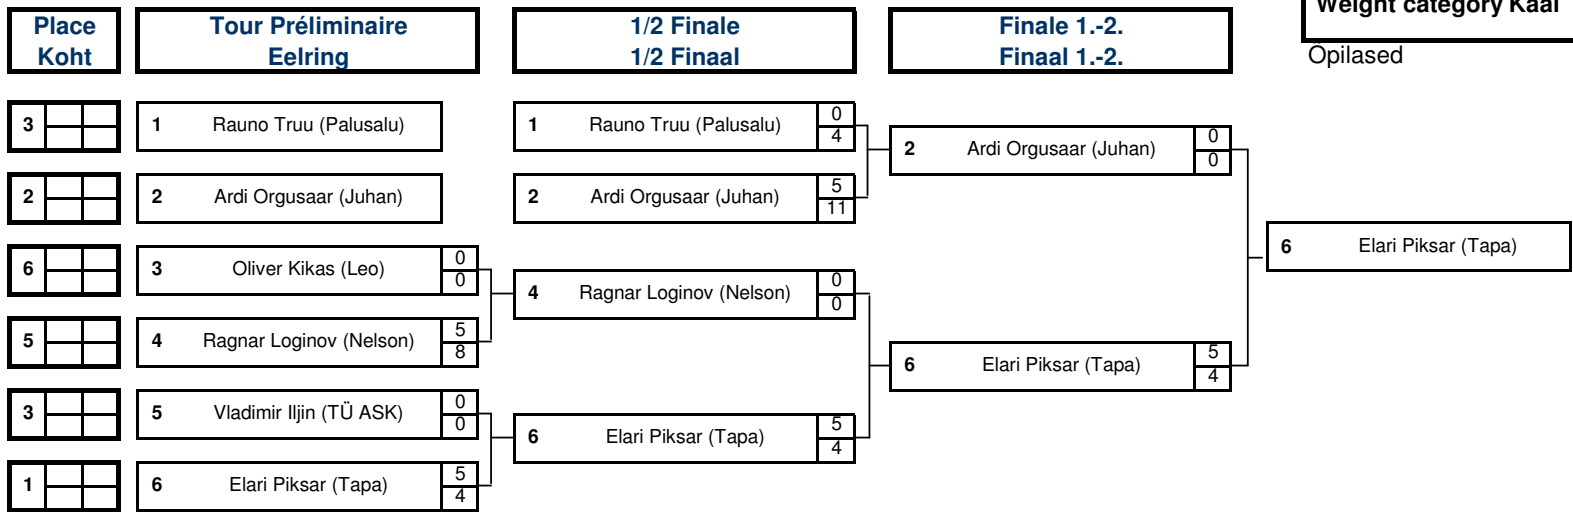 Weight category Kaal
Place Tour Préliminaire 1/2 Finale Finale 1.-2.
Koht Eelring 1/2 Finaal Finaal 1.-2.
Õpilased
3 1 Rauno Truu (Palusalu) 1 Rauno Truu (Palusalu) 0
4
2 Ardi Orgusaar (Juhan) 0
0
2 2 Ardi Orgusaar (Juhan) 2 Ardi Orgusaar (Juhan) 5
11
6 Elari Piksar (Tapa)
6 3 Oliver Kikas (Leo) 0
0
4 Ragnar Loginov (Nelson) 0
0
5 4 Ragnar Loginov (Nelson) 5
8
6 Elari Piksar (Tapa) 5
4
3 5 Vladimir Iljin (TÜ ASK) 0
0
6 Elari Piksar (Tapa) 5
4
1 6 Elari Piksar (Tapa) 5
4